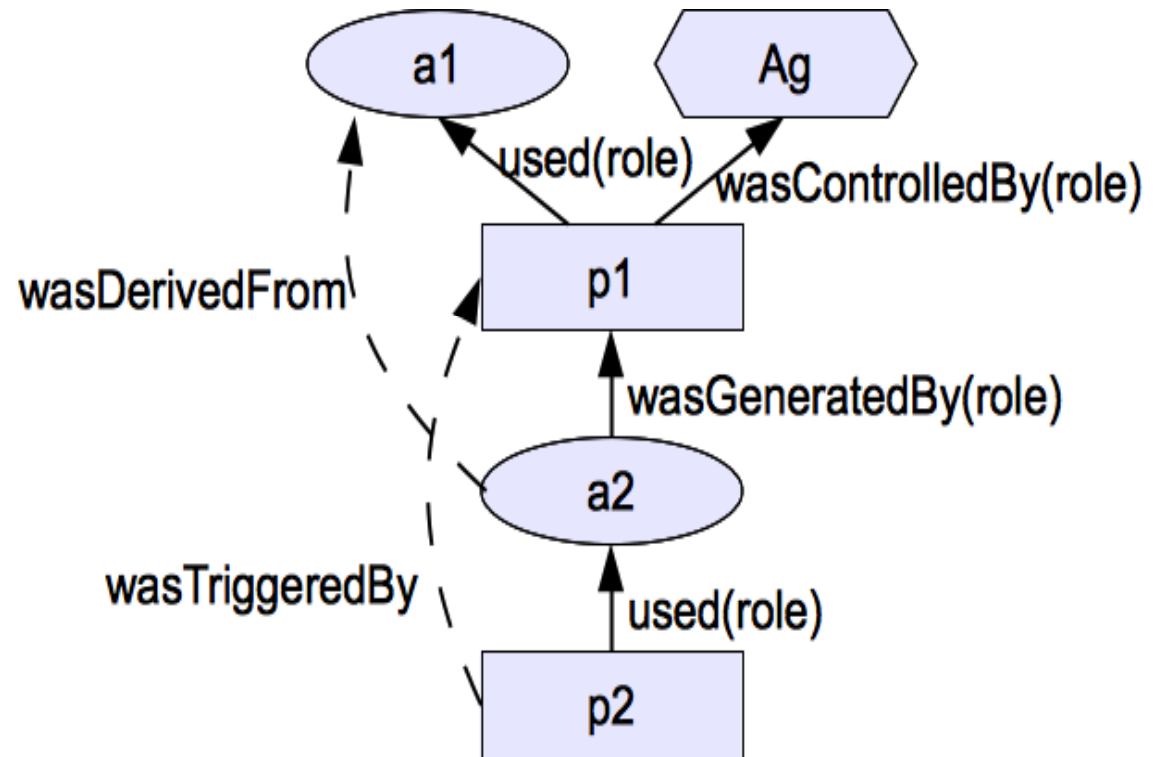 a1
Ag
used(role)
wasControlledBy(role)
p1
wasDerivedFrom
wasGeneratedBy(role)
a2
wasTriggeredBy
used(role)
p2